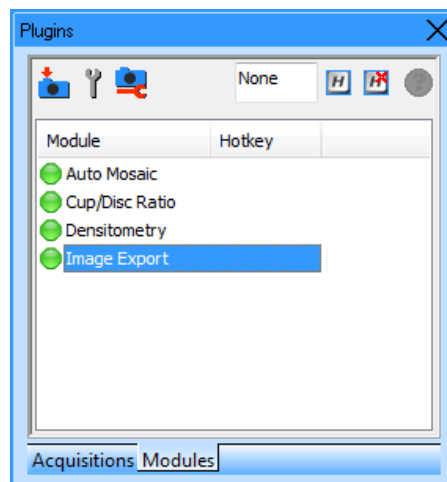 Plugins
None
H H
Module Hotkey
Auto Mosaic
Cup/Disc Ratio
Densitometry
Image Export
Acquisitions Modules